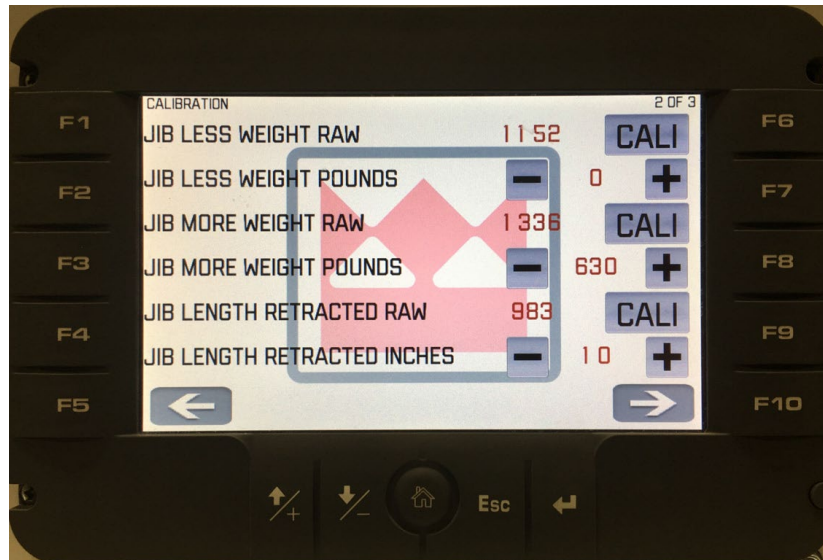 CALIBRATION 2 OF 3
F1 JIB LESS WEIGHT RAW 1152 CALI F6
F2 JIB LESS WEIGHT POUNDS − 0 + F7
JIB MORE WEIGHT RAW 1336 CALI
F3 JIB MORE WEIGHT POUNDS − 630 + F8
JIB LENGTH RETRACTED RAW 983 CALI
F4 JIB LENGTH RETRACTED INCHES − 10 + F9
F5 F10
+ − Esc